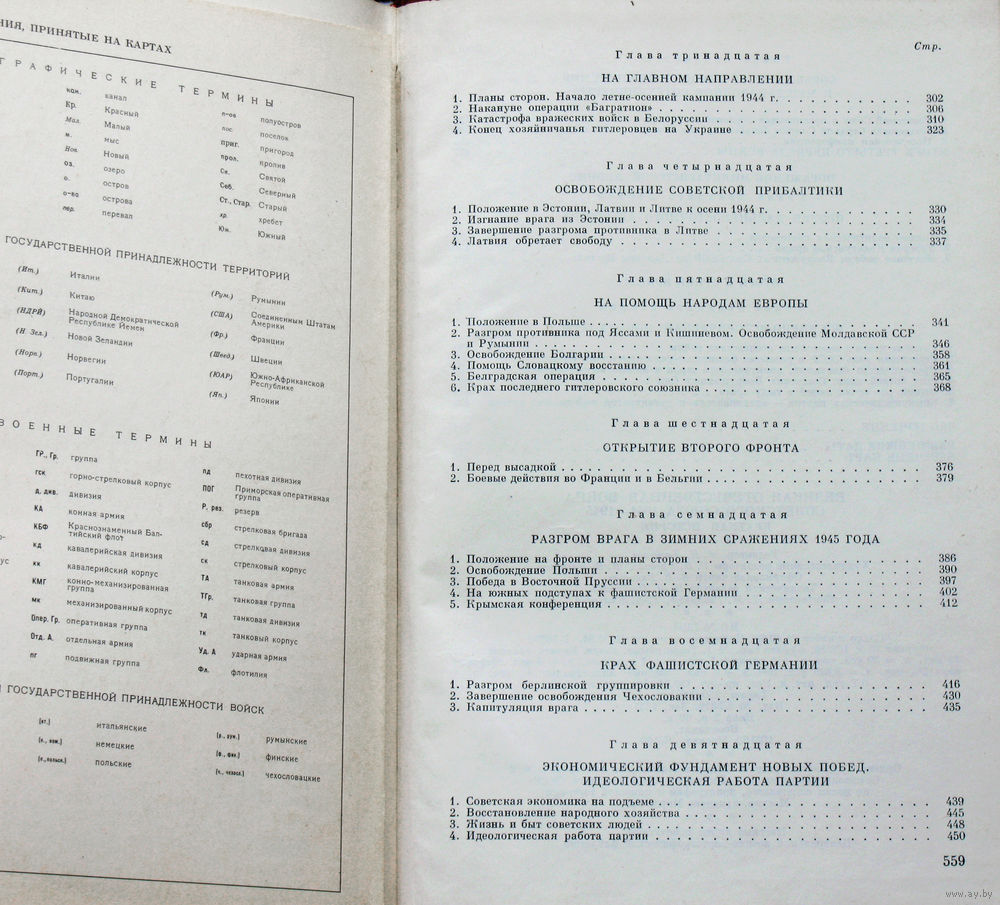 НИЯ, ПРИНЯТЫЕ НА КАРТАХ
ГРАФИЧЕСКИЕ ТЕРМИНЫ
кан. канал
Кр. Красный
Мал. Малый
м. мыс
Нов. Новый
оз. озеро
о. остров
о-ва острова
пер. перевал
п-ов полуостров
пос. поселок
приг. пригород
прол. пролив
Св. Святой
Сев. Северный
Ст., Стар. Старый
хр. хребет
Юж. Южный
ГОСУДАРСТВЕННОЙ ПРИНАДЛЕЖНОСТИ ТЕРРИТОРИЙ
(Ит.) Италии
(Кит.) Китаю
(НДРЙ) Народной Демократической
Республике Йемен
(Н. Зел.) Новой Зеландии
(Норв.) Норвегии
(Порт.) Португалии
(Рум.) Румынии
(США) Соединенным Штатам
Америки
(Фр.) Франции
(Швед.) Швеции
(ЮАР) Южно-Африканской
Республике
(Яп.) Японии
ВОЕННЫЕ ТЕРМИНЫ
ГР., Гр. группа
гск горно-стрелковый корпус
д. див. дивизия
КА конная армия
КБФ Краснознаменный Бал-
тийский флот
кд кавалерийская дивизия
кк кавалерийский корпус
КМГ конно-механизированная
группа
мк механизированный корпус
Опер. Гр. оперативная группа
Отд. А. отдельная армия
пг подвижная группа
пд пехотная дивизия
ПОГ Приморская оперативная
группа
Р. рез. резерв
сбр стрелковая бригада
сд стрелковая дивизия
ск стрелковый корпус
ТА танковая армия
ТГр. танковая группа
тд танковая дивизия
тк танковый корпус
Уд. А ударная армия
Фл. флотилия
ГОСУДАРСТВЕННОЙ ПРИНАДЛЕЖНОСТИ ВОЙСК
(ит.) итальянские
(н., нем.) немецкие
(п., польск.) польские
(р., рум.) румынские
(ф., фин.) финские
(ч., чехосл.) чехословацкие
Стр.
Глава тринадцатая
НА ГЛАВНОМ НАПРАВЛЕНИИ
1. Планы сторон. Начало летне-осенней кампании 1944 г. . . . . . . . . . . 302
2. Накануне операции «Багратион» . . . . . . . . . . . . . . . . . . . 306
3. Катастрофа вражеских войск в Белоруссии . . . . . . . . . . . . . . 310
4. Конец хозяйничанья гитлеровцев на Украине . . . . . . . . . . . . . 323
Глава четырнадцатая
ОСВОБОЖДЕНИЕ СОВЕТСКОЙ ПРИБАЛТИКИ
1. Положение в Эстонии, Латвии и Литве к осени 1944 г. . . . . . . . . . . 330
2. Изгнание врага из Эстонии . . . . . . . . . . . . . . . . . . . . 334
3. Завершение разгрома противника в Литве . . . . . . . . . . . . . . 335
4. Латвия обретает свободу . . . . . . . . . . . . . . . . . . . . . 337
Глава пятнадцатая
НА ПОМОЩЬ НАРОДАМ ЕВРОПЫ
1. Положение в Польше . . . . . . . . . . . . . . . . . . . . . . . 341
2. Разгром противника под Яссами и Кишиневом. Освобождение Молдавской ССР
и Румынии . . . . . . . . . . . . . . . . . . . . . . . . . . . 346
3. Освобождение Болгарии . . . . . . . . . . . . . . . . . . . . . . 358
4. Помощь Словацкому восстанию . . . . . . . . . . . . . . . . . . . 361
5. Белградская операция . . . . . . . . . . . . . . . . . . . . . . 365
6. Крах последнего гитлеровского союзника . . . . . . . . . . . . . . 368
Глава шестнадцатая
ОТКРЫТИЕ ВТОРОГО ФРОНТА
1. Перед высадкой . . . . . . . . . . . . . . . . . . . . . . . . . 376
2. Боевые действия во Франции и в Бельгии . . . . . . . . . . . . . . 379
Глава семнадцатая
РАЗГРОМ ВРАГА В ЗИМНИХ СРАЖЕНИЯХ 1945 ГОДА
1. Положение на фронте и планы сторон . . . . . . . . . . . . . . . . 386
2. Освобождение Польши . . . . . . . . . . . . . . . . . . . . . . . 390
3. Победа в Восточной Пруссии . . . . . . . . . . . . . . . . . . . . 397
4. На южных подступах к фашистской Германии . . . . . . . . . . . . . 402
5. Крымская конференция . . . . . . . . . . . . . . . . . . . . . . 412
Глава восемнадцатая
КРАХ ФАШИСТСКОЙ ГЕРМАНИИ
1. Разгром берлинской группировки . . . . . . . . . . . . . . . . . . 416
2. Завершение освобождения Чехословакии . . . . . . . . . . . . . . . 430
3. Капитуляция врага . . . . . . . . . . . . . . . . . . . . . . . . 435
Глава девятнадцатая
ЭКОНОМИЧЕСКИЙ ФУНДАМЕНТ НОВЫХ ПОБЕД.
ИДЕОЛОГИЧЕСКАЯ РАБОТА ПАРТИИ
1. Советская экономика на подъеме . . . . . . . . . . . . . . . . . . 439
2. Восстановление народного хозяйства . . . . . . . . . . . . . . . . 445
3. Жизнь и быт советских людей . . . . . . . . . . . . . . . . . . . 448
4. Идеологическая работа партии . . . . . . . . . . . . . . . . . . . 450
559
www.ay.by